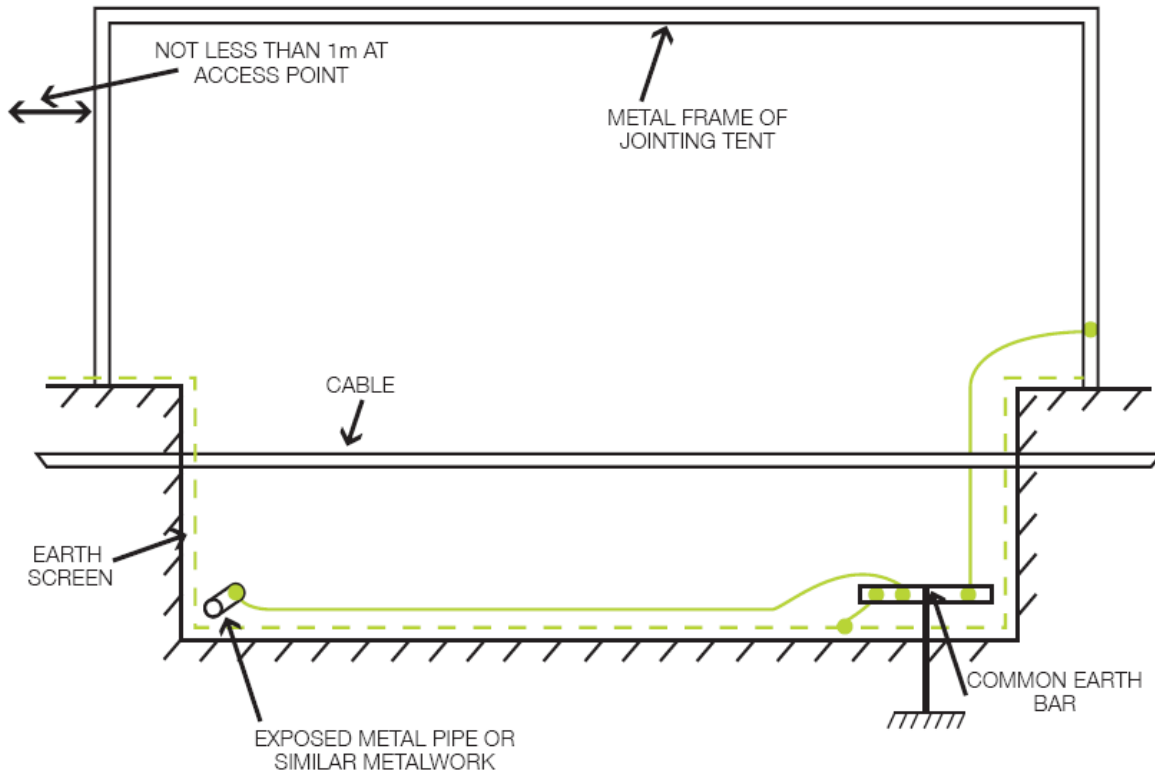 NOT LESS THAN 1m AT
ACCESS POINT
METAL FRAME OF
JOINTING TENT
CABLE
EARTH
SCREEN
COMMON EARTH
BAR
EXPOSED METAL PIPE OR
SIMILAR METALWORK